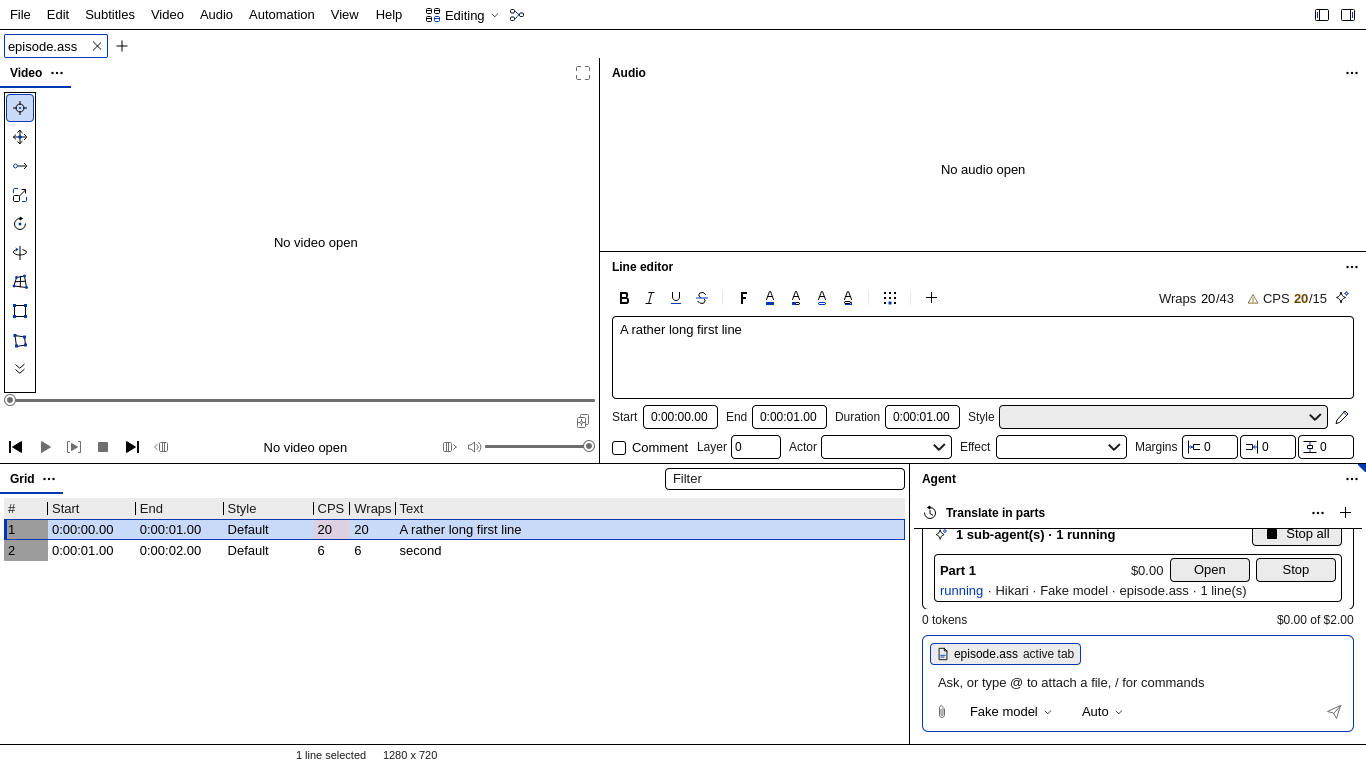 File Edit Subtitles Video Audio Automation View Help Editing
episode.ass
Video
No video open
No video open
Audio
No audio open
Line editor
B I U S F A A A A Wraps 20/43 CPS 20/15
A rather long first line
Start 0:00:00.00 End 0:00:01.00 Duration 0:00:01.00 Style
Comment Layer 0 Actor Effect Margins 0 0 0
Grid Filter
# Start End Style CPS Wraps Text
1 0:00:00.00 0:00:01.00 Default 20 20 A rather long first line
2 0:00:01.00 0:00:02.00 Default 6 6 second
Agent
Translate in parts
1 sub-agent(s) · 1 running Stop all
Part 1 $0.00 Open Stop
running · Hikari · Fake model · episode.ass · 1 line(s)
0 tokens $0.00 of $2.00
episode.ass active tab
Ask, or type @ to attach a file, / for commands
Fake model Auto
1 line selected 1280 x 720